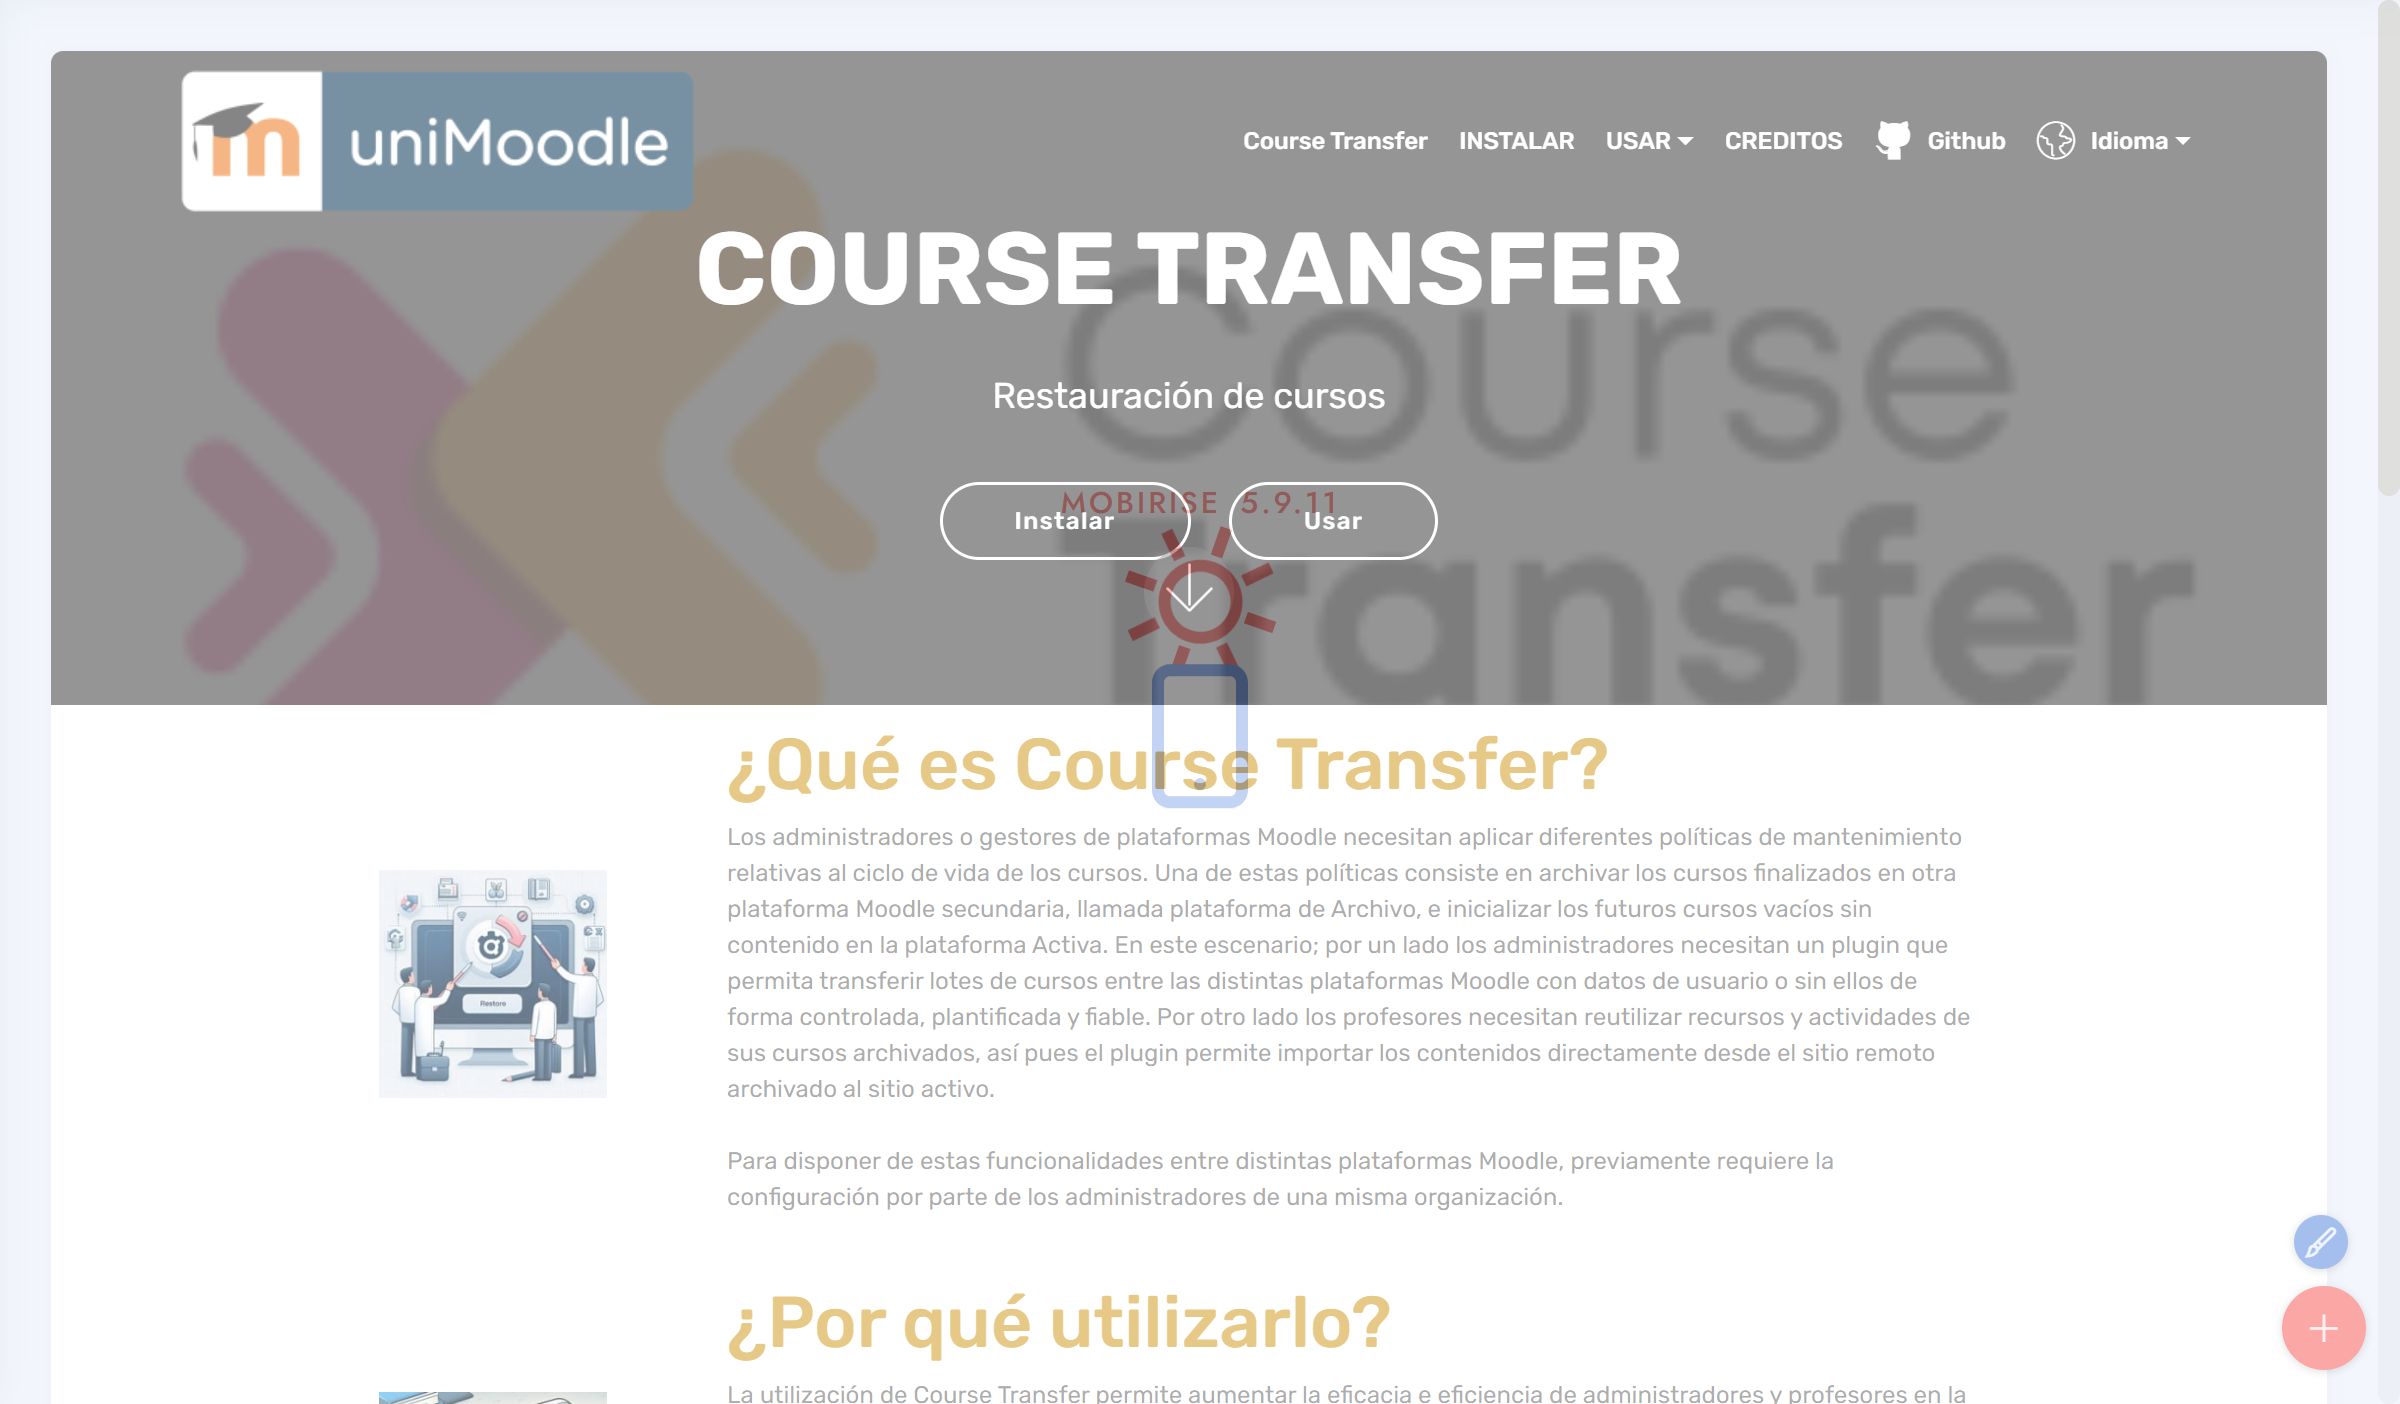 uniMoodle
Course Transfer INSTALAR USAR CREDITOS Github Idioma
COURSE TRANSFER
Course
Restauración de cursos
MOBIRISE 5.9.11
Instalar Usar
Transfer
¿Qué es Course Transfer?
Los administradores o gestores de plataformas Moodle necesitan aplicar diferentes políticas de mantenimiento
relativas al ciclo de vida de los cursos. Una de estas políticas consiste en archivar los cursos finalizados en otra
plataforma Moodle secundaria, llamada plataforma de Archivo, e inicializar los futuros cursos vacíos sin
contenido en la plataforma Activa. En este escenario; por un lado los administradores necesitan un plugin que
permita transferir lotes de cursos entre las distintas plataformas Moodle con datos de usuario o sin ellos de
forma controlada, plantificada y fiable. Por otro lado los profesores necesitan reutilizar recursos y actividades de
sus cursos archivados, así pues el plugin permite importar los contenidos directamente desde el sitio remoto
archivado al sitio activo.
Restore
Para disponer de estas funcionalidades entre distintas plataformas Moodle, previamente requiere la
configuración por parte de los administradores de una misma organización.
¿Por qué utilizarlo?
La utilización de Course Transfer permite aumentar la eficacia e eficiencia de administradores y profesores en la